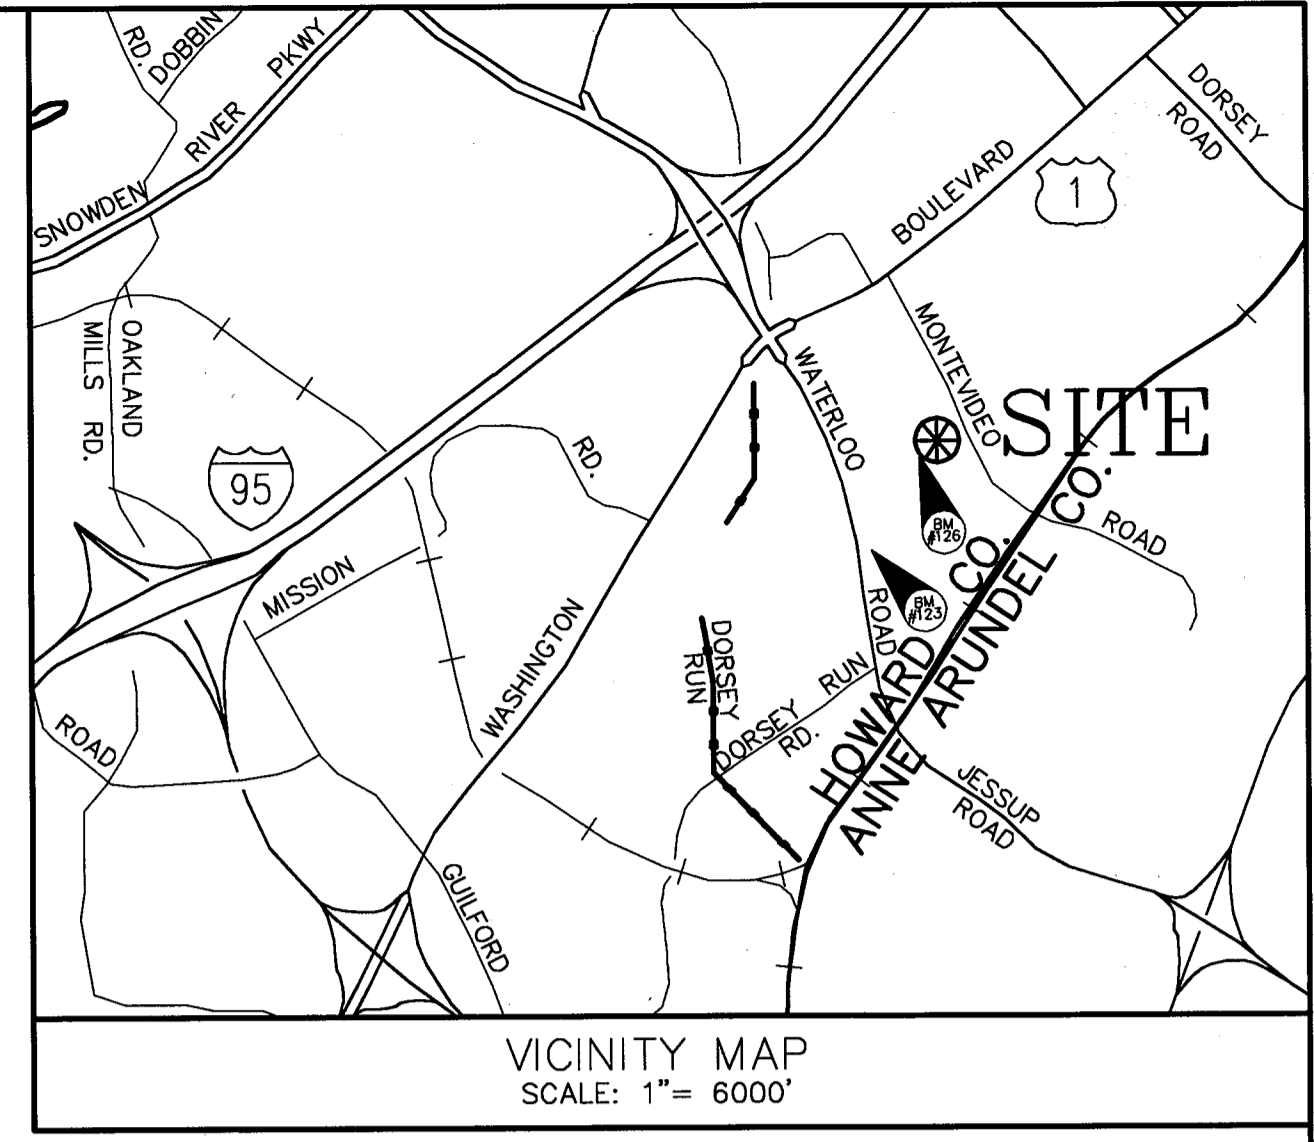 RD.
DOBBIN
SNOWDEN RIVER PKWY
DORSEY
ROAD
1
WASHINGTON BOULEVARD
OAKLAND
MILLS RD.
MONTEVIDEO ROAD
WATERLOO ROAD
SITE
95
RD.
BM
#126
BM
#123
MISSION ROAD
HOWARD CO.
ANNE ARUNDEL CO.
DORSEY
RUN
DORSEY RUN
RD.
JESSUP
ROAD
GUILFORD
VICINITY MAP
SCALE: 1"= 6000'